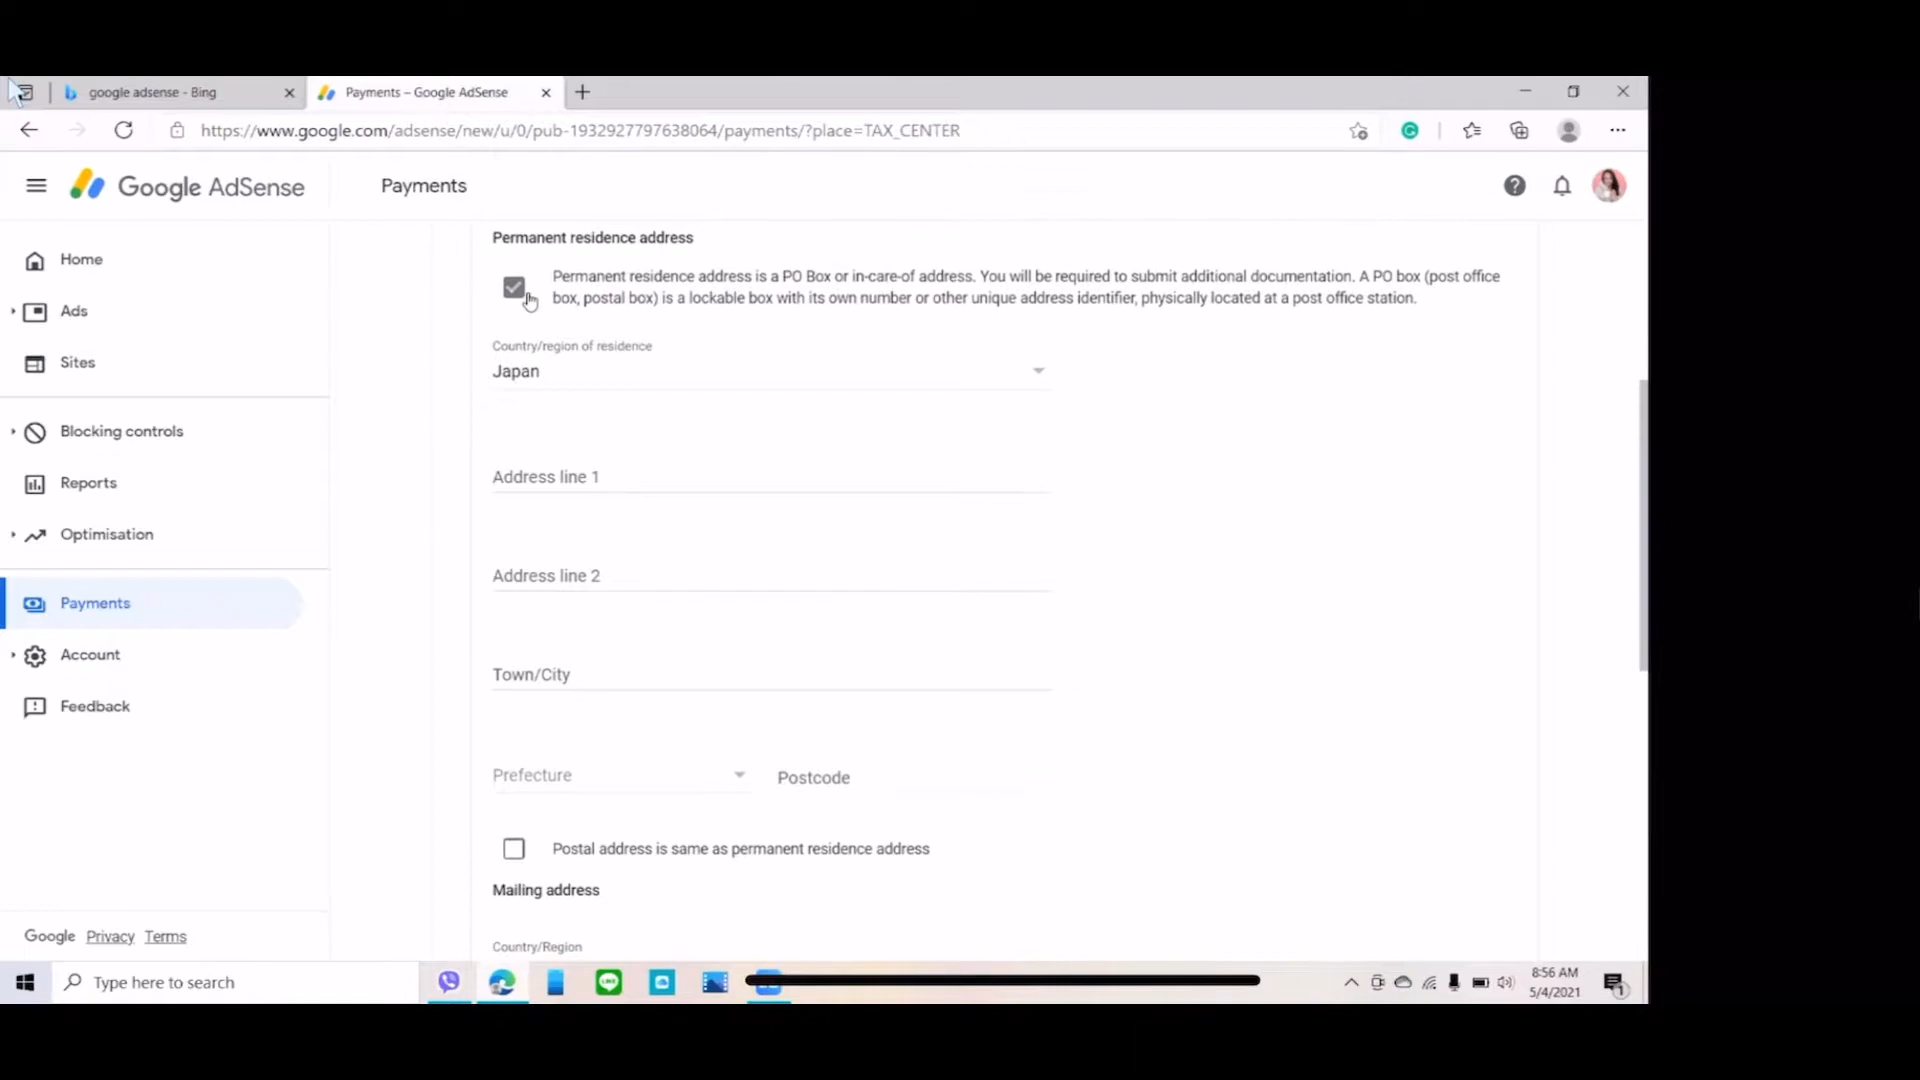 google adsense - Bing
Payments – Google AdSense
https://www.google.com/adsense/new/u/0/pub-1932927797638064/payments/?place=TAX_CENTER
Google AdSense
Payments
Home
Ads
Sites
Blocking controls
Reports
Optimisation
Payments
Account
Feedback
Google Privacy Terms
Permanent residence address
Permanent residence address is a PO Box or in-care-of address. You will be required to submit additional documentation. A PO box (post office
box, postal box) is a lockable box with its own number or other unique address identifier, physically located at a post office station.
Country/region of residence
Japan
Address line 1
Address line 2
Town/City
Prefecture
Postcode
Postal address is same as permanent residence address
Mailing address
Country/Region
Type here to search
LINE
8:56 AM
5/4/2021
1